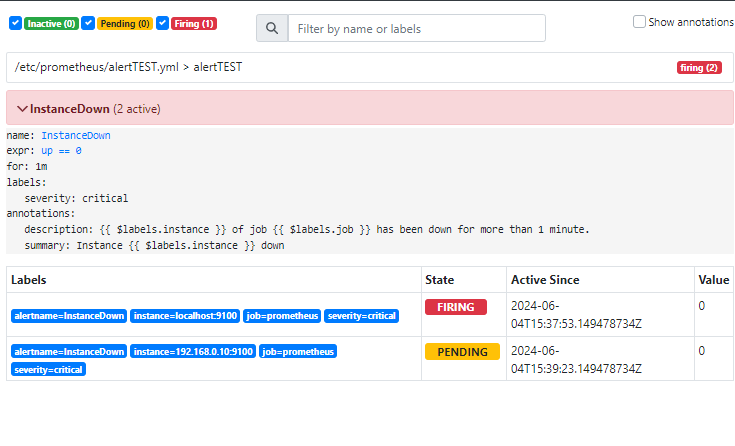 Inactive (0) Pending (0) Firing (1) Filter by name or labels Show annotations
/etc/prometheus/alertTEST.yml > alertTEST firing (2)
InstanceDown (2 active)
name: InstanceDown
expr: up == 0
for: 1m
labels:
severity: critical
annotations:
description: {{ $labels.instance }} of job {{ $labels.job }} has been down for more than 1 minute.
summary: Instance {{ $labels.instance }} down
Labels State Active Since Value
alertname=InstanceDown instance=localhost:9100 job=prometheus severity=critical FIRING 2024-06-
04T15:37:53.149478734Z 0
alertname=InstanceDown instance=192.168.0.10:9100 job=prometheus
severity=critical PENDING 2024-06-
04T15:39:23.149478734Z 0